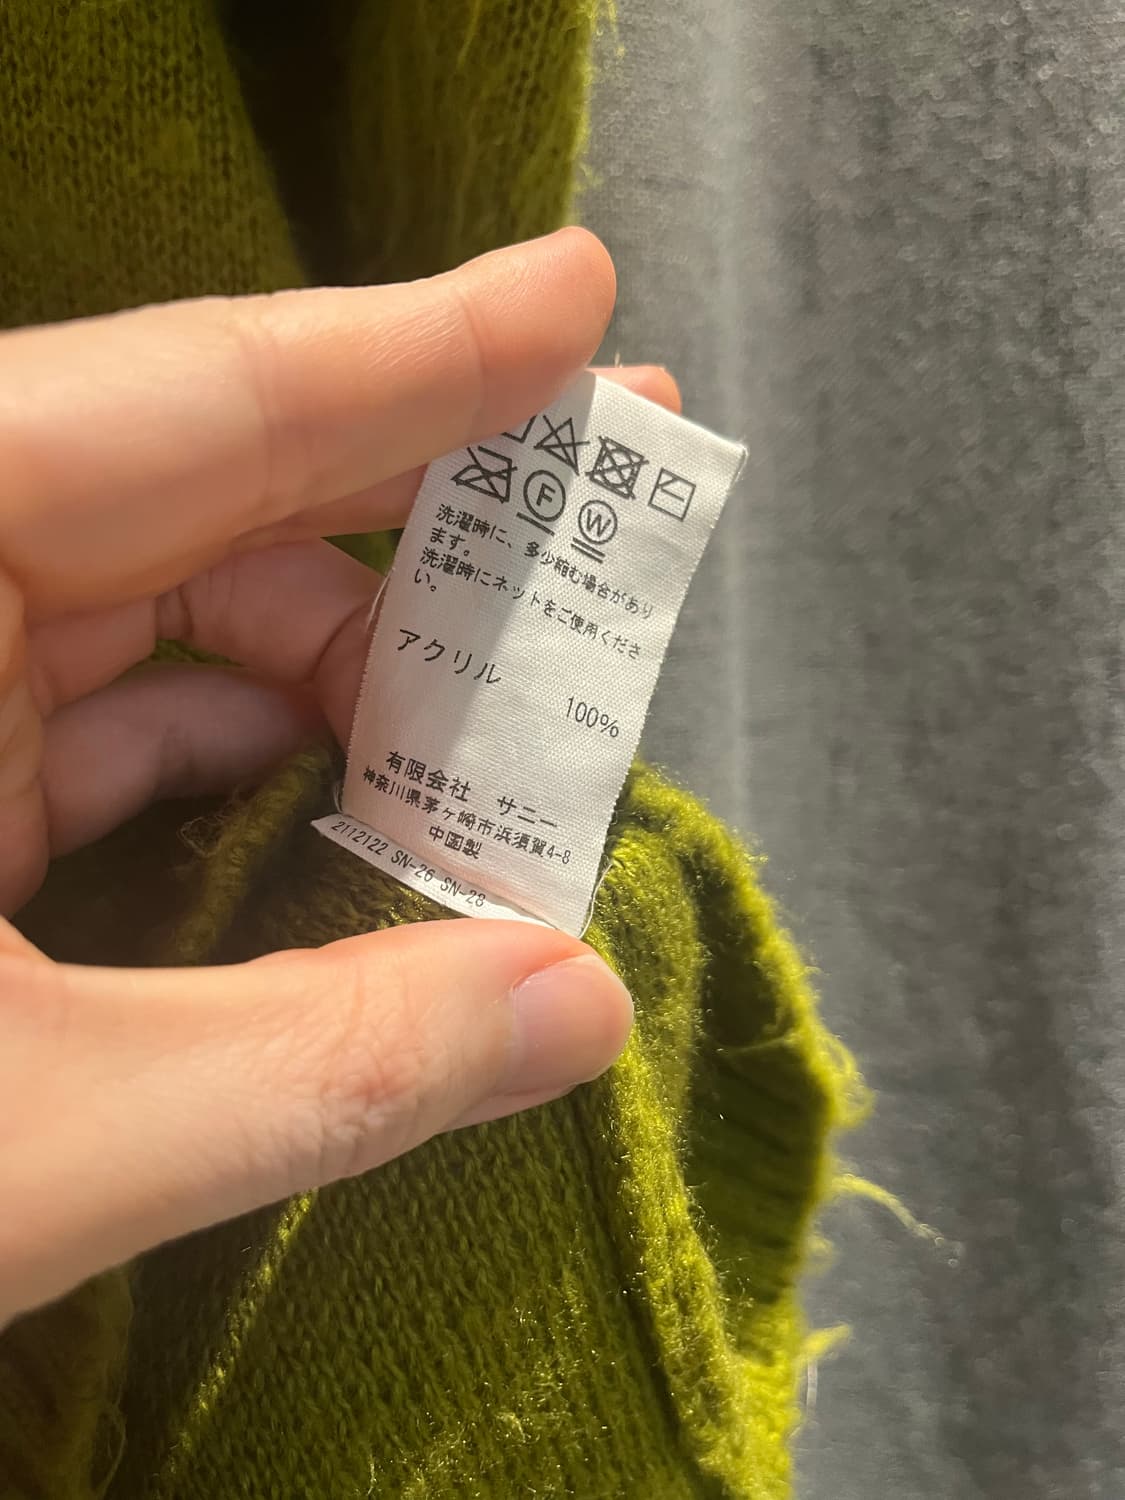 F
W
洗濯時に、多少縮む場合があり
ます。
洗濯時にネットをご使用くださ
い。
アクリル
100%
有限会社 サニー
神奈川県茅ヶ崎市浜須賀4-8
中国製
2112122 SN-26 SN-28